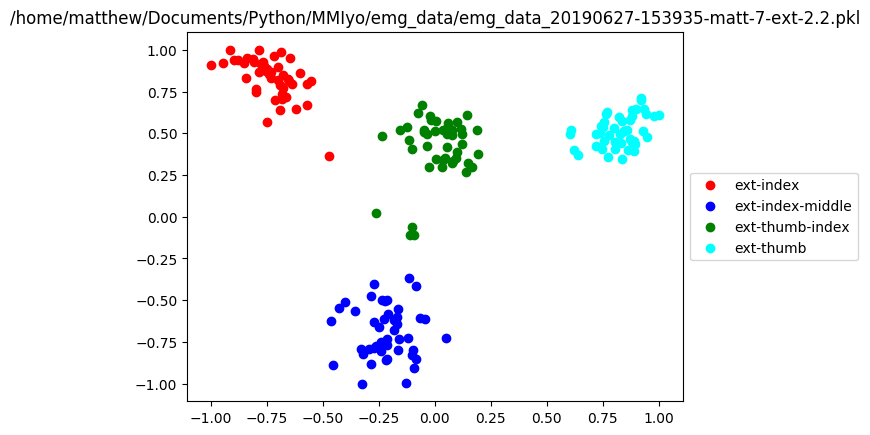 /home/matthew/Documents/Python/MMIyo/emg_data/emg_data_20190627-153935-matt-7-ext-2.2.pkl
1.00
0.75
0.50
0.25
0.00
−0.25
−0.50
−0.75
−1.00
−1.00 −0.75 −0.50 −0.25 0.00 0.25 0.50 0.75 1.00
ext-index
ext-index-middle
ext-thumb-index
ext-thumb